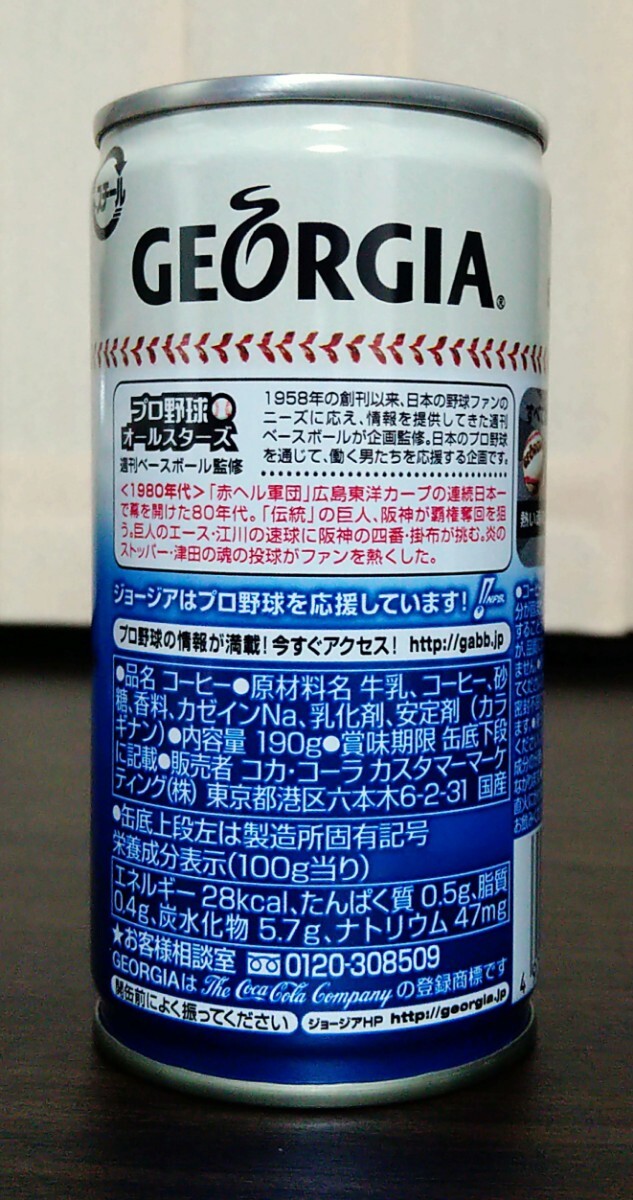 スチール
GEORGIA®
プロ野球
オールスターズ
週刊ベースボール監修
1958年の創刊以来、日本の野球ファンの
ニーズに応え、情報を提供してきた週刊
ベースボールが企画監修。日本のプロ野球
を通じて、働く男たちを応援する企画です。
<1980年代>「赤ヘル軍団」広島東洋カープの連続日本一
で幕を開けた80年代。「伝統」の巨人、阪神が覇権奪回を狙
う。巨人のエース・江川の速球に阪神の四番・掛布が挑む。炎の
ストッパー・津田の魂の投球がファンを熱くした。
ジョージアはプロ野球を応援しています! NPB
プロ野球の情報が満載!今すぐアクセス! http://gabb.jp
●品名 コーヒー●原材料名 牛乳、コーヒー、砂
糖、香料、カゼインNa、乳化剤、安定剤(カラ
ギナン)●内容量 190g●賞味期限 缶底下段
に記載●販売者 コカ・コーラ カスタマーマーケ
ティング(株) 東京都港区六本木6-2-31 国産
●缶底上段左は製造所固有記号
栄養成分表示(100g当り)
エネルギー 28kcal、たんぱく質 0.5g、脂質
0.4g、炭水化物 5.7g、ナトリウム 47mg
★お客様相談室 0120-308509
GEORGIAは The Coca-Cola Company の登録商標です
開缶前によく振ってください
ジョージアHP http://georgia.jp